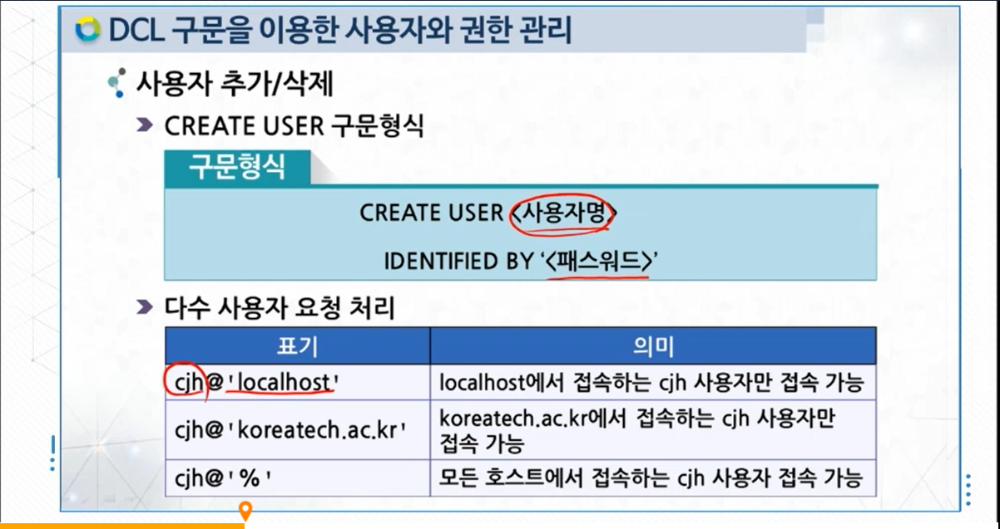 DCL 구문을 이용한 사용자와 권한 관리
사용자 추가/삭제
CREATE USER 구문형식
구문형식
CREATE USER <사용자명>
IDENTIFIED BY ‘<패스워드>’
다수 사용자 요청 처리
표기 의미
cjh@'localhost' localhost에서 접속하는 cjh 사용자만 접속 가능
cjh@'koreatech.ac.kr' koreatech.ac.kr에서 접속하는 cjh 사용자만
접속 가능
cjh@'%' 모든 호스트에서 접속하는 cjh 사용자 접속 가능